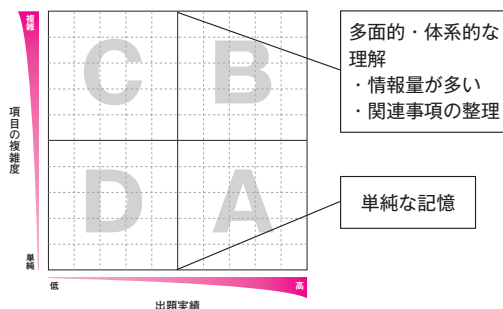 複雑
項目の複雑度
単純
C
B
D
A
低
高
出題実績
多面的・体系的な
理解
・情報量が多い
・関連事項の整理
単純な記憶